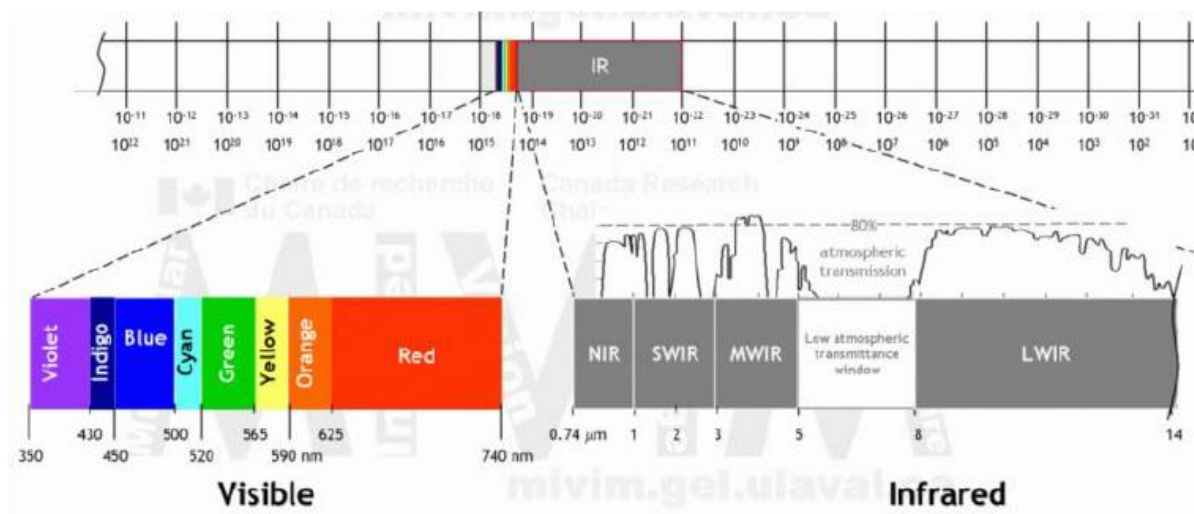 IR
10-11 10-12 10-13 10-14 10-15 10-16 10-17 10-18 10-19 10-20 10-21 10-22 10-23 10-24 10-25 10-26 10-27 10-28 10-29 10-30 10-31
1022 1021 1020 1019 1018 1017 1016 1015 1014 1013 1012 1011 1010 109 108 107 106 105 104 103 102
Chaire de recherche
du Canada
Canada Research
80%
atmospheric
transmission
Violet
Indigo
Blue
Cyan
Green
Yellow
Orange
Red
NIR
SWIR
MWIR
Low atmospheric
transmittance
window
LWIR
430 500 565 625
350 450 520 590 nm 740 nm
0.74 μm 1 2 3 5 8 14
Visible
Infrared
mivim.gel.ulaval.ca